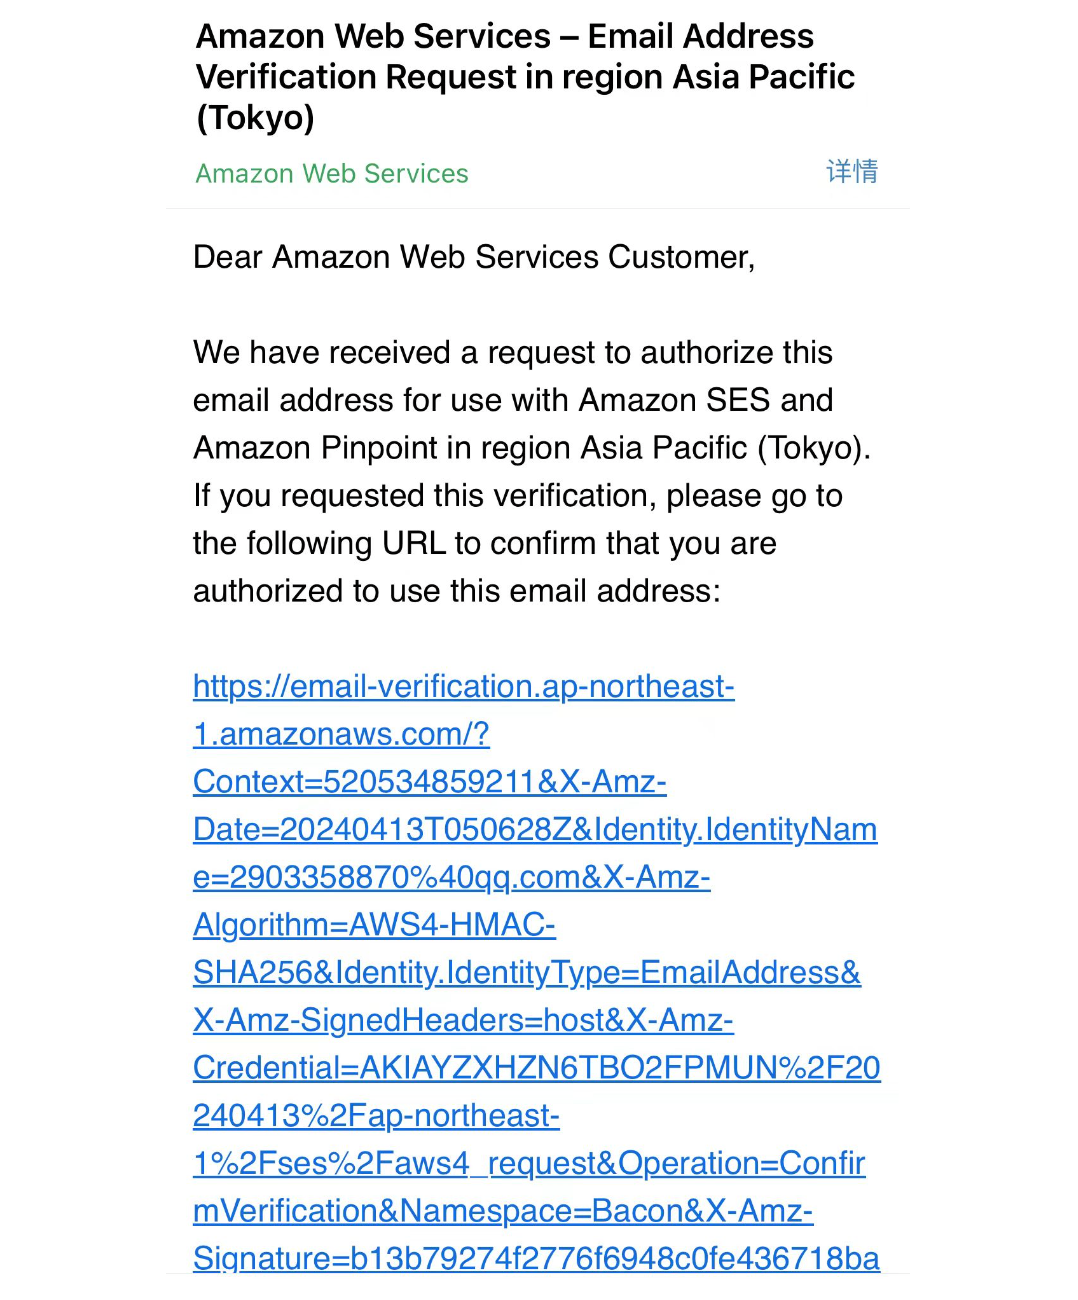 Amazon Web Services – Email Address
Verification Request in region Asia Pacific
(Tokyo)
Amazon Web Services
详情
Dear Amazon Web Services Customer,
We have received a request to authorize this
email address for use with Amazon SES and
Amazon Pinpoint in region Asia Pacific (Tokyo).
If you requested this verification, please go to
the following URL to confirm that you are
authorized to use this email address:
https://email-verification.ap-northeast-
1.amazonaws.com/?
Context=520534859211&X-Amz-
Date=20240413T050628Z&Identity.IdentityNam
e=2903358870%40qq.com&X-Amz-
Algorithm=AWS4-HMAC-
SHA256&Identity.IdentityType=EmailAddress&
X-Amz-SignedHeaders=host&X-Amz-
Credential=AKIAYZXHZN6TBO2FPMUN%2F20
240413%2Fap-northeast-
1%2Fses%2Faws4_request&Operation=Confir
mVerification&Namespace=Bacon&X-Amz-
Signature=b13b79274f2776f6948c0fe436718ba